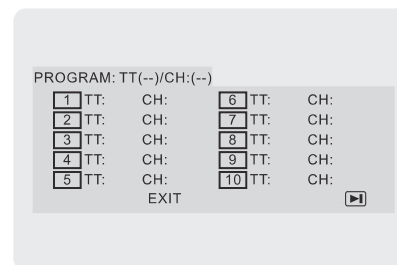 PROGRAM: TT(--)/CH:(--)
1 TT: CH: 6 TT: CH:
2 TT: CH: 7 TT: CH:
3 TT: CH: 8 TT: CH:
4 TT: CH: 9 TT: CH:
5 TT: CH: 10 TT: CH:
EXIT